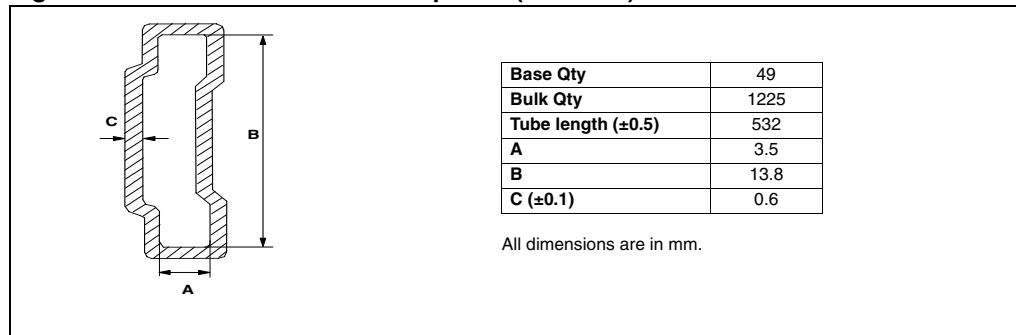 C
B
A
Base Qty 49
Bulk Qty 1225
Tube length (±0.5) 532
A 3.5
B 13.8
C (±0.1) 0.6
All dimensions are in mm.